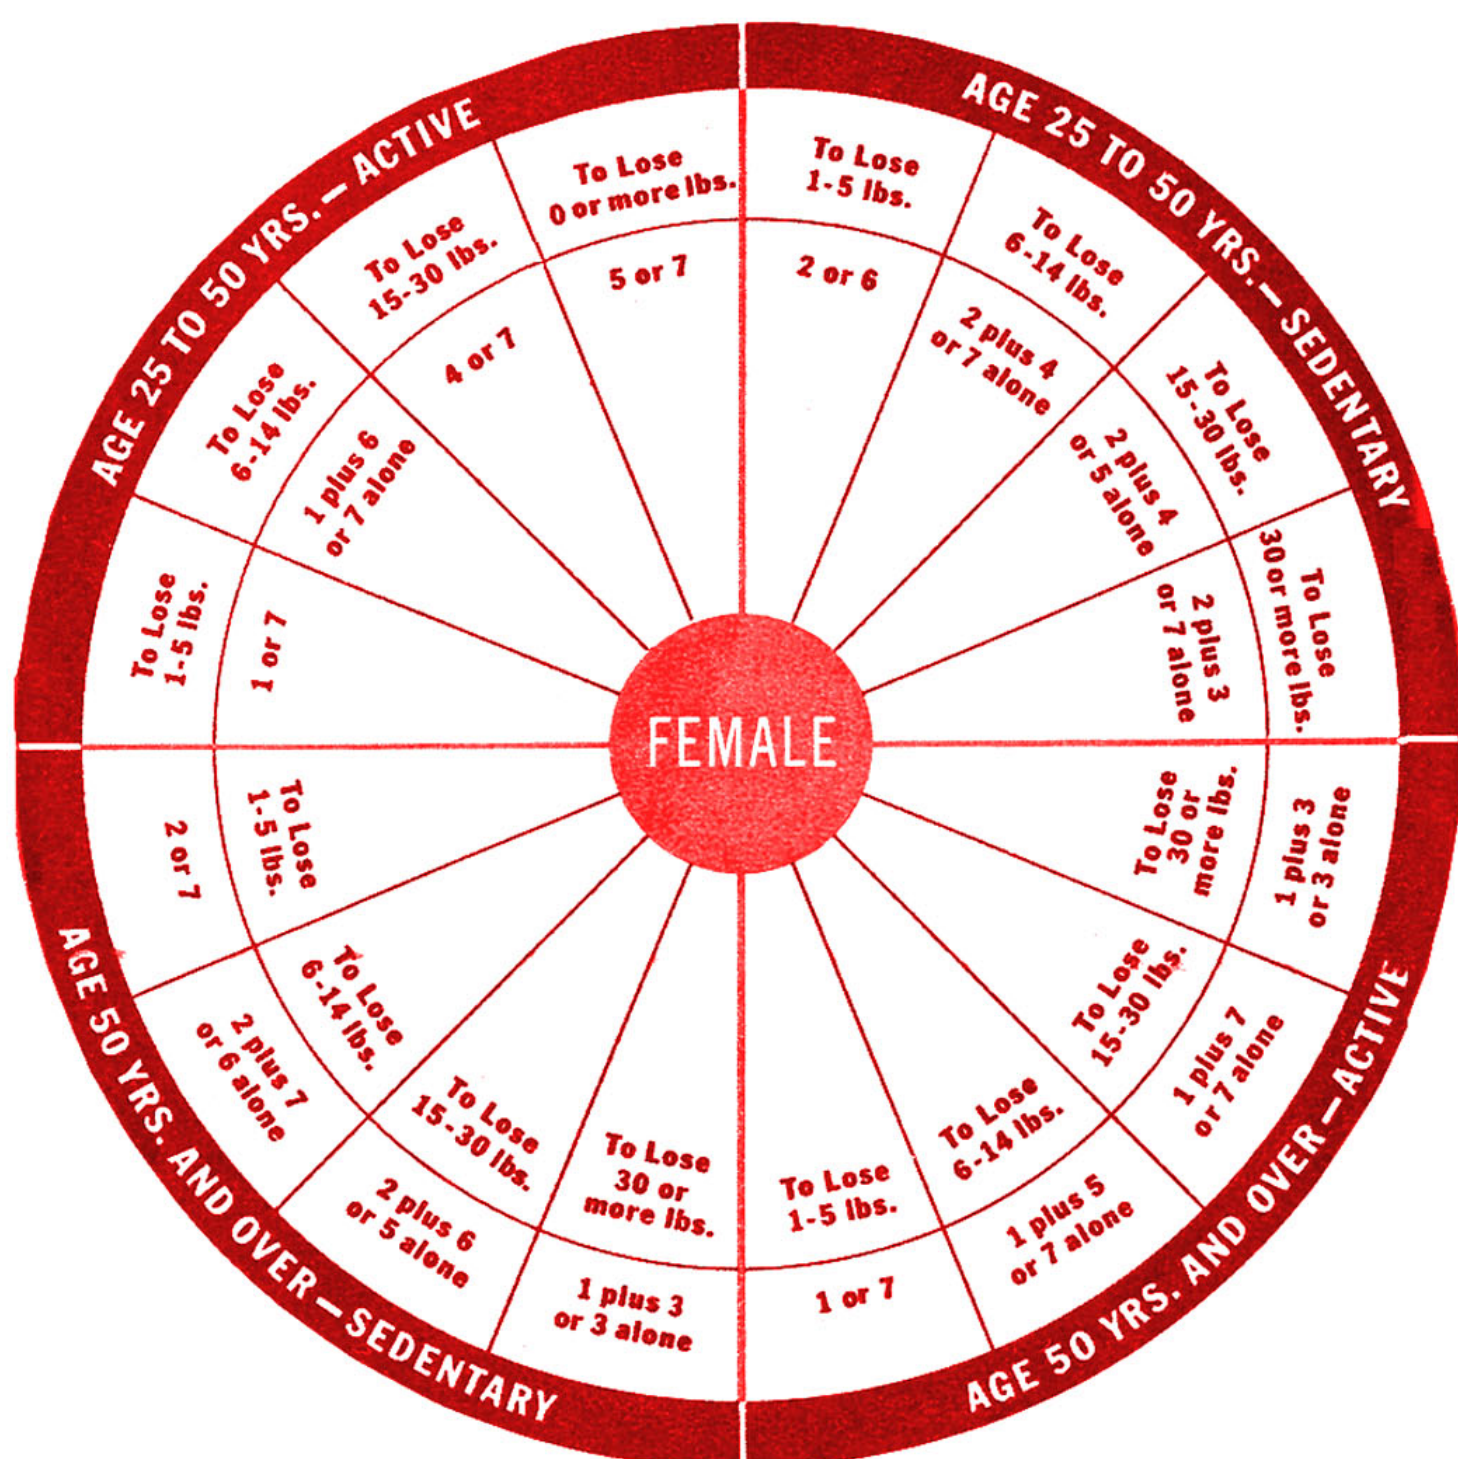 AGE 25 TO 50 YRS.—ACTIVE
To Lose
1-5 lbs.
1 or 7
To Lose
6-14 lbs.
1 plus 6
or 7 alone
To Lose
15-30 lbs.
4 or 7
To Lose
0 or more lbs.
5 or 7
AGE 25 TO 50 YRS.—SEDENTARY
To Lose
1-5 lbs.
2 or 6
To Lose
6-14 lbs.
2 plus 4
or 7 alone
To Lose
15-30 lbs.
2 plus 4
or 5 alone
To Lose
30 or more lbs.
2 plus 3
or 7 alone
FEMALE
AGE 50 YRS. AND OVER—SEDENTARY
To Lose
1-5 lbs.
2 or 7
To Lose
6-14 lbs.
2 plus 7
or 6 alone
To Lose
15-30 lbs.
2 plus 6
or 5 alone
To Lose
30 or
more lbs.
1 plus 3
or 3 alone
AGE 50 YRS. AND OVER—ACTIVE
To Lose
1-5 lbs.
1 or 7
To Lose
6-14 lbs.
1 plus 5
or 7 alone
To Lose
15-30 lbs.
1 plus 7
or 7 alone
To Lose
30 or
more lbs.
1 plus 3
or 3 alone